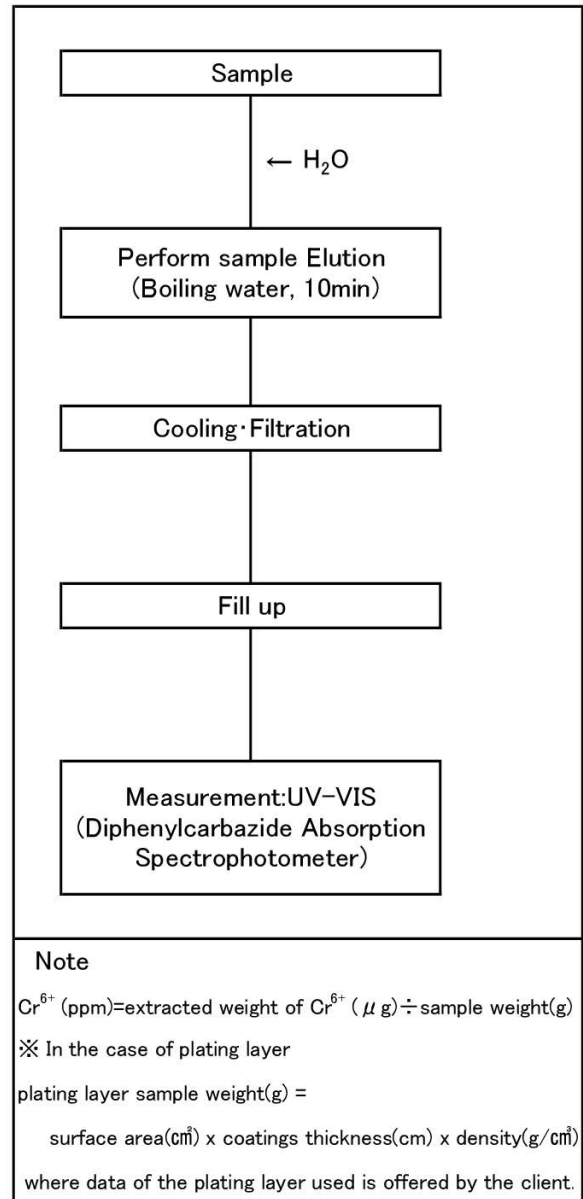 Sample
← H₂O
Perform sample Elution
(Boiling water, 10min)
Cooling・Filtration
Fill up
Measurement:UV-VIS
(Diphenylcarbazide Absorption
Spectrophotometer)
Note
Cr⁶⁺ (ppm)=extracted weight of Cr⁶⁺ (μg)÷sample weight(g)
※ In the case of plating layer
plating layer sample weight(g) =
surface area(㎠) x coatings thickness(cm) x density(g/㎤)
where data of the plating layer used is offered by the client.